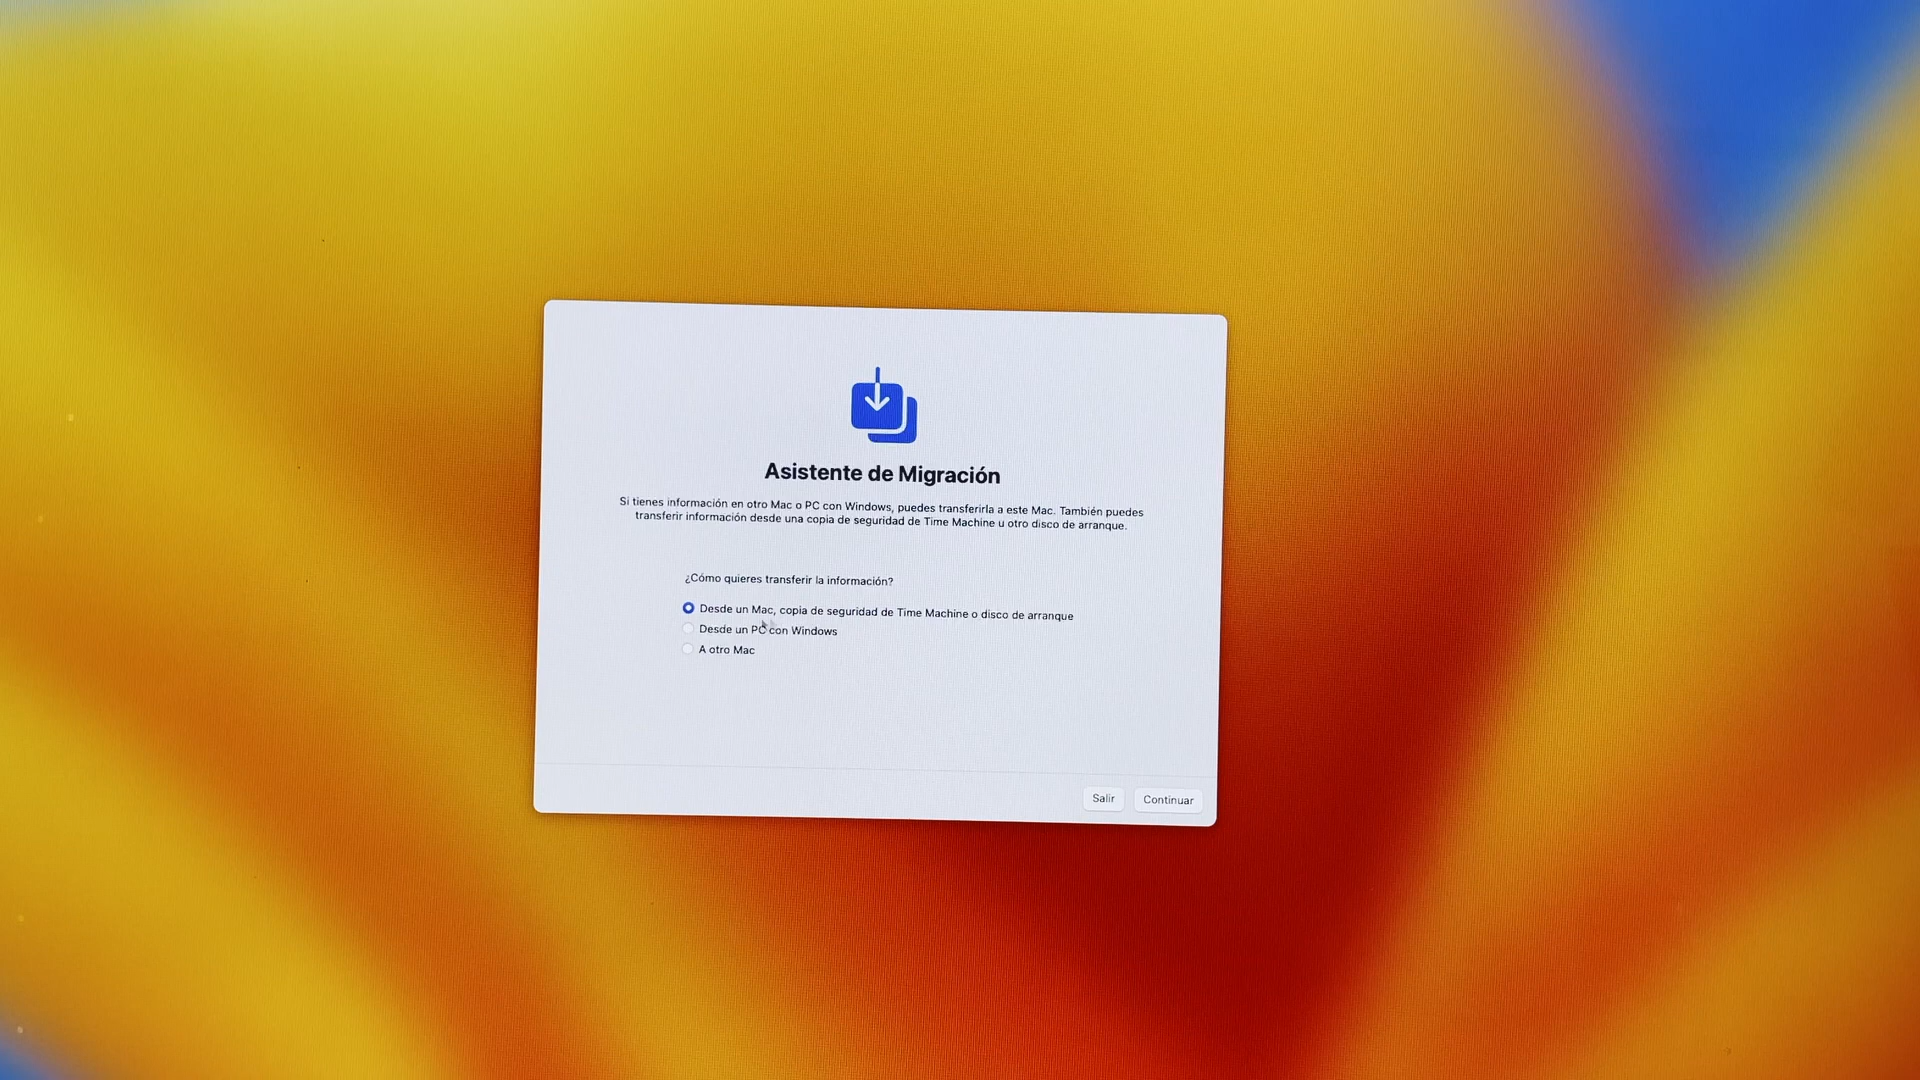 Asistente de Migración
Si tienes información en otro Mac o PC con Windows, puedes transferirla a este Mac. También puedes
transferir información desde una copia de seguridad de Time Machine u otro disco de arranque.
¿Cómo quieres transferir la información?
Desde un Mac, copia de seguridad de Time Machine o disco de arranque
Desde un PC con Windows
A otro Mac
Salir
Continuar